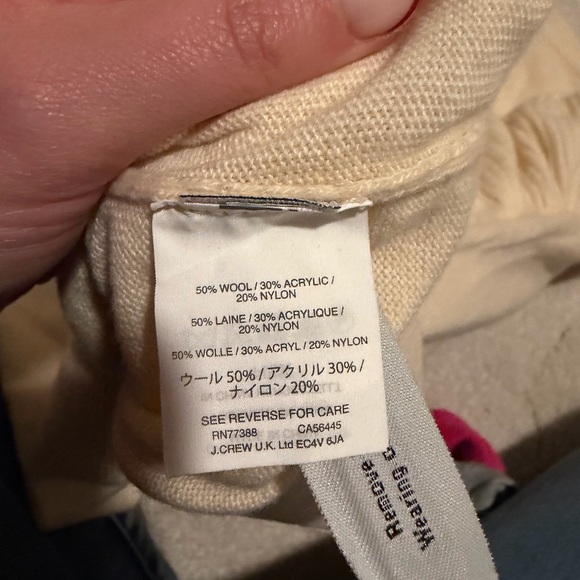 50% WOOL / 30% ACRYLIC /
20% NYLON
50% LAINE / 30% ACRYLIQUE /
20% NYLON
50% WOLLE / 30% ACRYL / 20% NYLON
ウール 50% / アクリル 30% /
ナイロン 20%
SEE REVERSE FOR CARE
RN77388 CA56445
J.CREW U.K. Ltd EC4V 6JA
Remove
Wearing